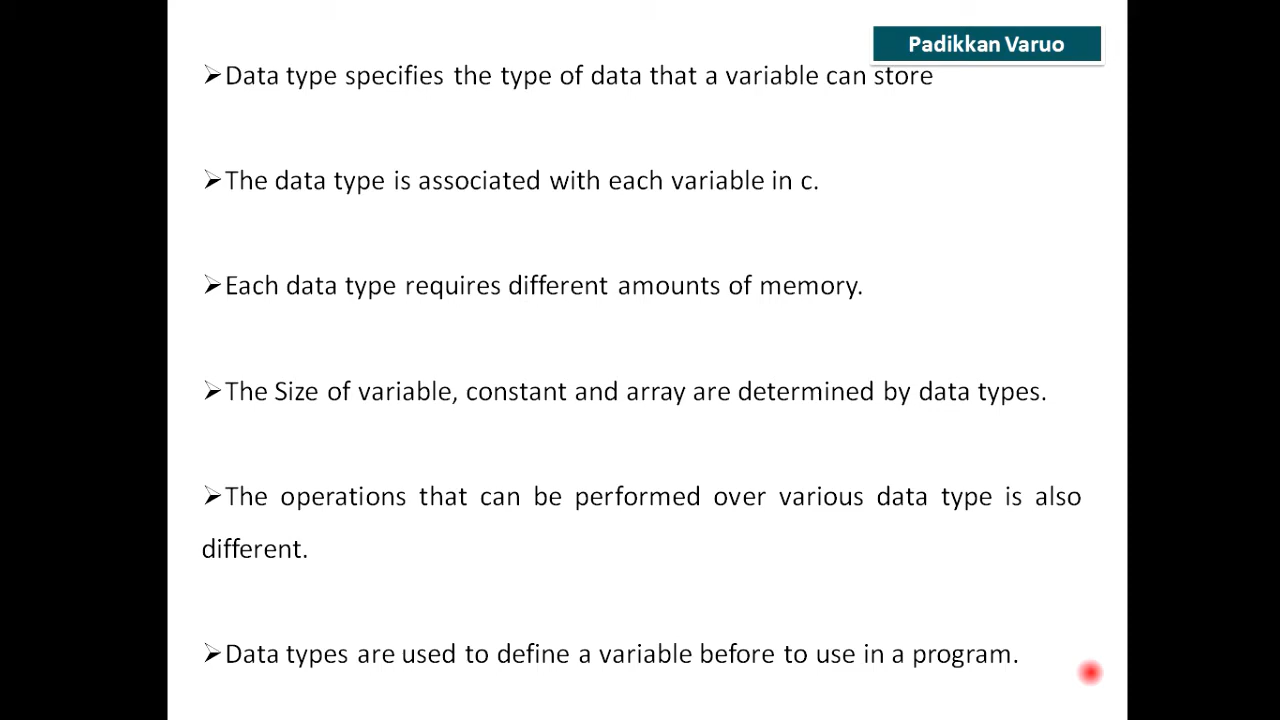 Padikkan Varuo
➢Data type specifies the type of data that a variable can store
➢The data type is associated with each variable in c.
➢Each data type requires different amounts of memory.
➢The Size of variable, constant and array are determined by data types.
➢The operations that can be performed over various data type is also
different.
➢Data types are used to define a variable before to use in a program.